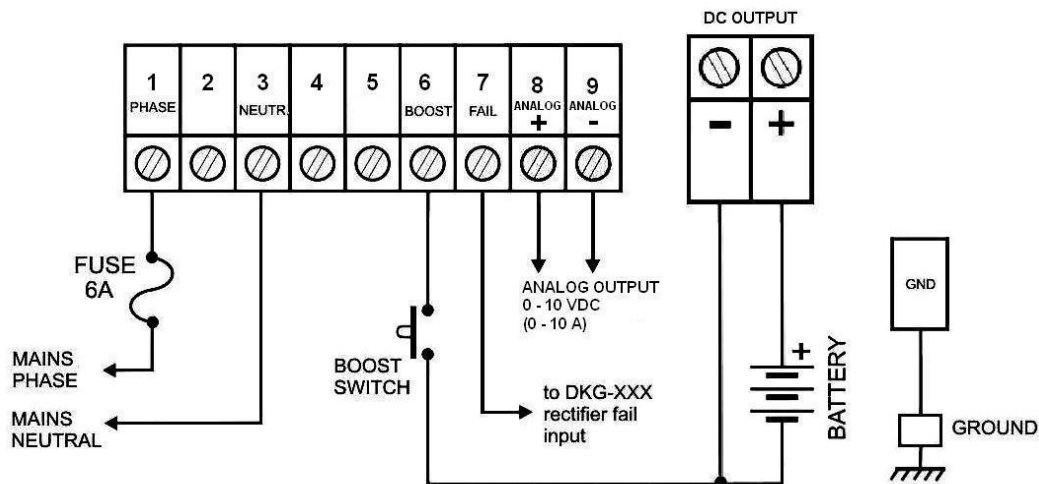 DC OUTPUT
1 2 3 4 5 6 7 8 9
PHASE NEUTR. BOOST FAIL ANALOG ANALOG
+ -
- +
FUSE
6A
MAINS
PHASE
MAINS
NEUTRAL
BOOST
SWITCH
ANALOG OUTPUT
0 - 10 VDC
(0 - 10 A)
to DKG-XXX
rectifier fail
input
+
BATTERY
GND
GROUND